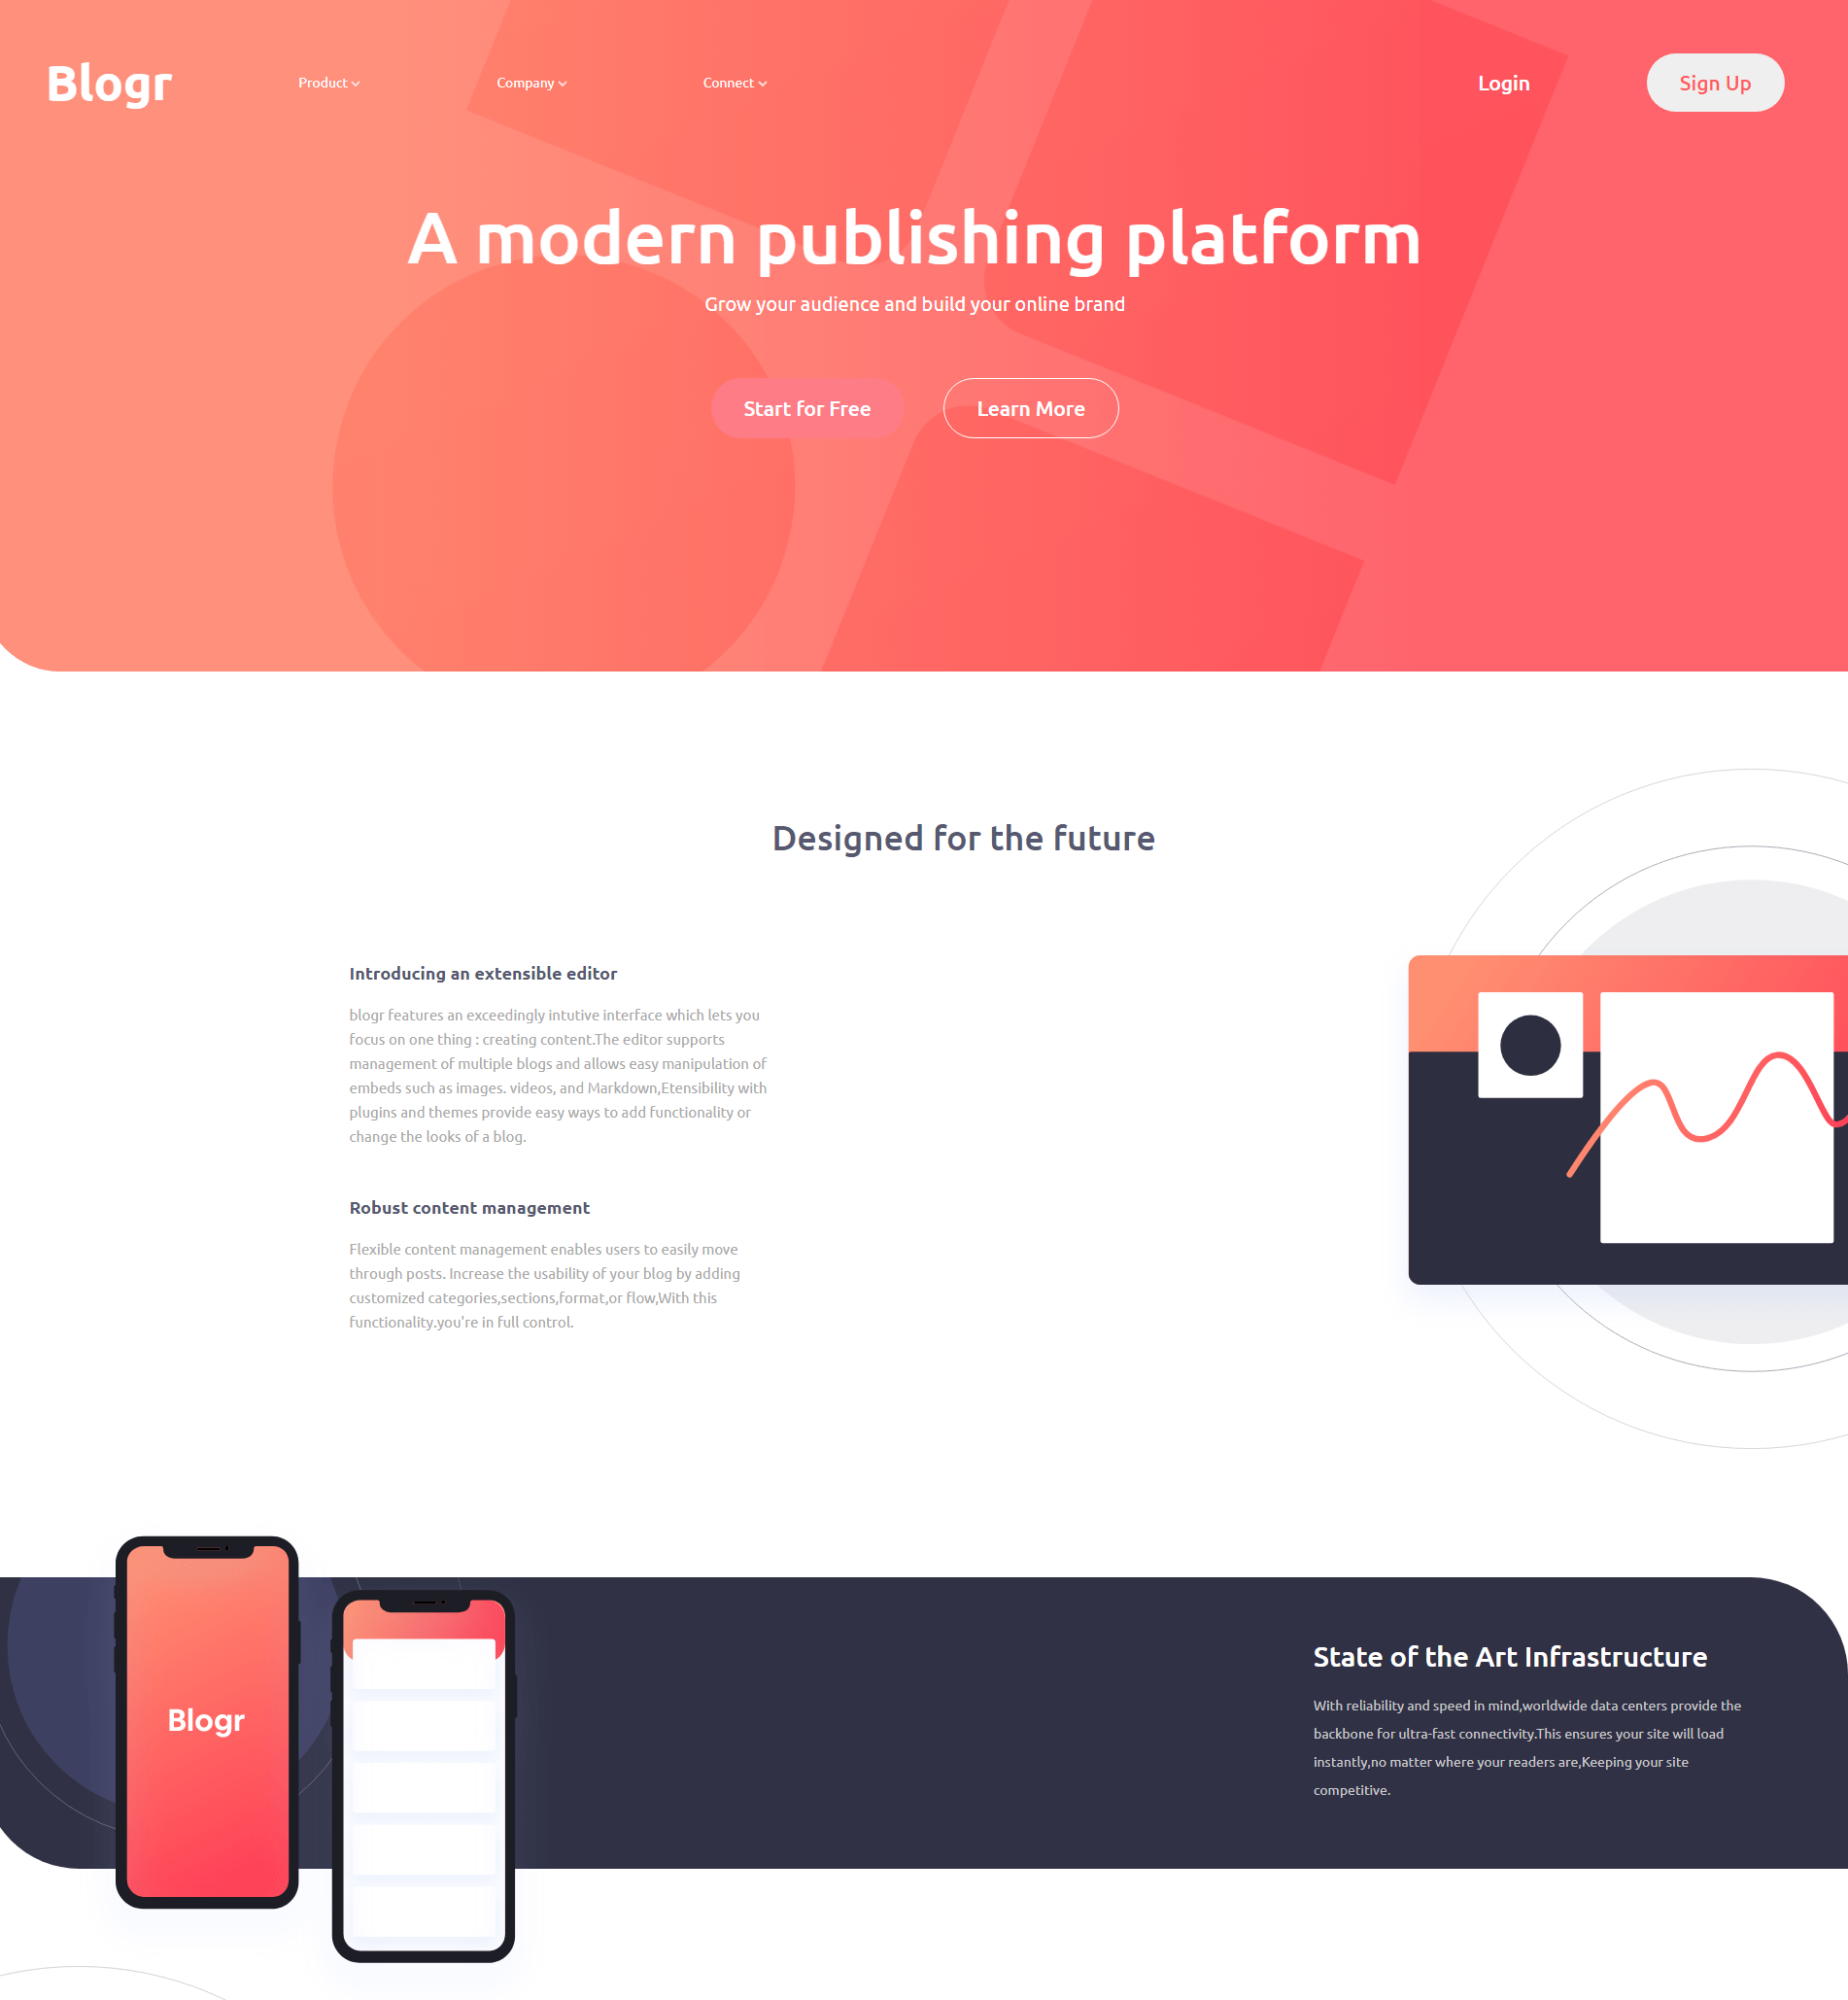 Blogr
Product
Company
Connect
Login
Sign Up
A modern publishing platform
Grow your audience and build your online brand
Start for Free
Learn More
Designed for the future
Introducing an extensible editor
blogr features an exceedingly intutive interface which lets you
focus on one thing : creating content.The editor supports
management of multiple blogs and allows easy manipulation of
embeds such as images. videos, and Markdown,Etensibility with
plugins and themes provide easy ways to add functionality or
change the looks of a blog.
Robust content management
Flexible content management enables users to easily move
through posts. Increase the usability of your blog by adding
customized categories,sections,format,or flow,With this
functionality.you're in full control.
Blogr
State of the Art Infrastructure
With reliability and speed in mind,worldwide data centers provide the
backbone for ultra-fast connectivity.This ensures your site will load
instantly,no matter where your readers are,Keeping your site
competitive.